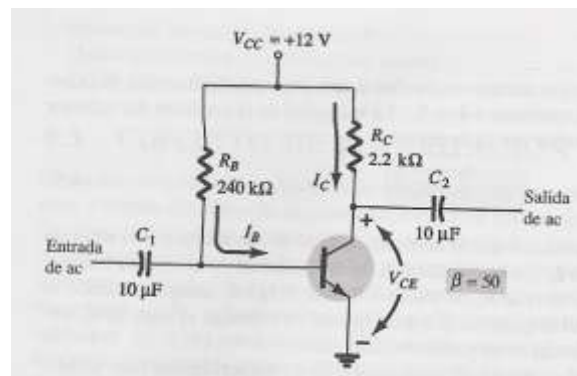 V_CC = +12 V
R_C
2.2 kΩ
R_B
240 kΩ
I_C
C_2
Salida
de ac
10 μF
+
I_B
Entrada
de ac
C_1
10 μF
V_CE
β = 50
−